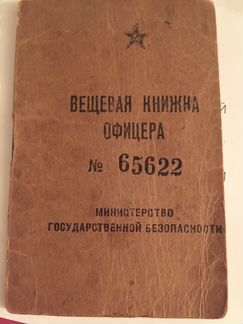 ВЕЩЕВАЯ КНИЖКА
ОФИЦЕРА
№ 65622
МИНИСТЕРСТВО
ГОСУДАРСТВЕННОЙ БЕЗОПАСНОСТИ